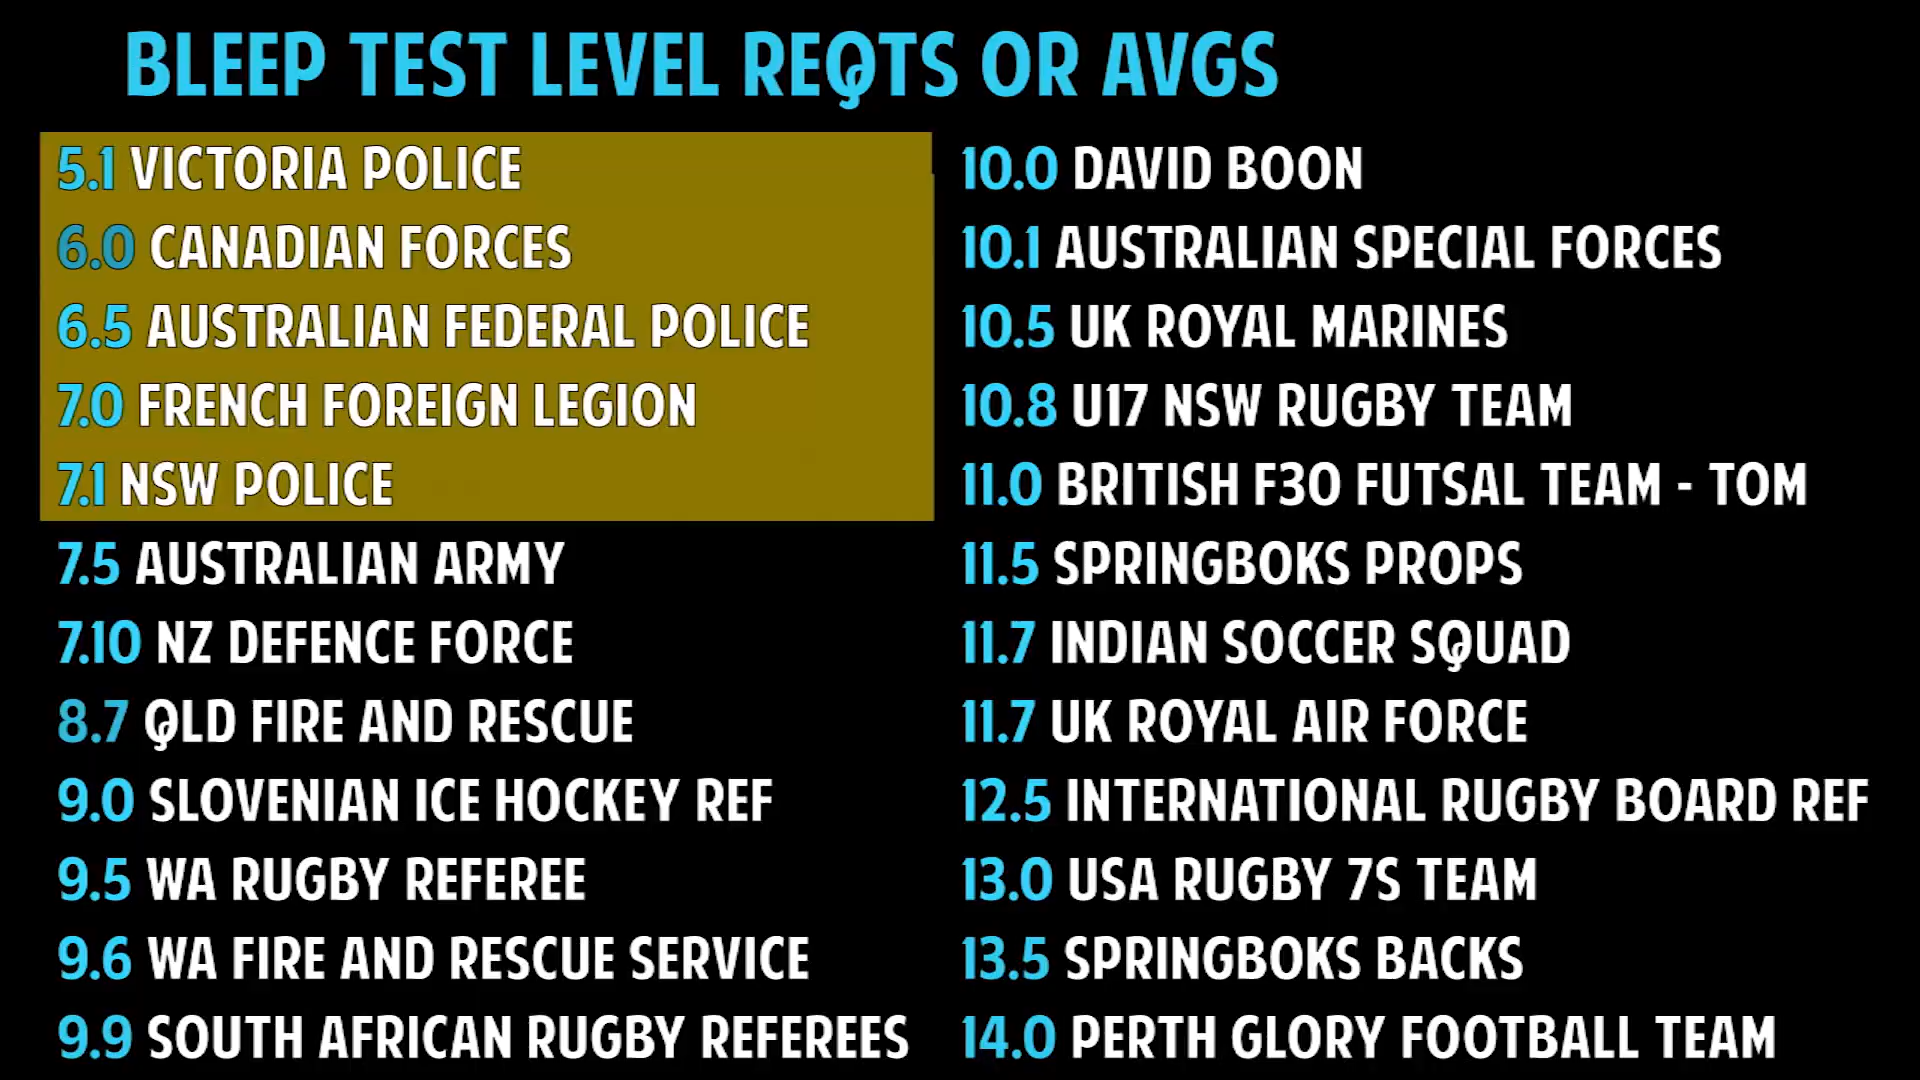 BLEEP TEST LEVEL REQTS OR AVGS
5.1 VICTORIA POLICE
6.0 CANADIAN FORCES
6.5 AUSTRALIAN FEDERAL POLICE
7.0 FRENCH FOREIGN LEGION
7.1 NSW POLICE
7.5 AUSTRALIAN ARMY
7.10 NZ DEFENCE FORCE
8.7 QLD FIRE AND RESCUE
9.0 SLOVENIAN ICE HOCKEY REF
9.5 WA RUGBY REFEREE
9.6 WA FIRE AND RESCUE SERVICE
9.9 SOUTH AFRICAN RUGBY REFEREES
10.0 DAVID BOON
10.1 AUSTRALIAN SPECIAL FORCES
10.5 UK ROYAL MARINES
10.8 U17 NSW RUGBY TEAM
11.0 BRITISH F30 FUTSAL TEAM - TOM
11.5 SPRINGBOKS PROPS
11.7 INDIAN SOCCER SQUAD
11.7 UK ROYAL AIR FORCE
12.5 INTERNATIONAL RUGBY BOARD REF
13.0 USA RUGBY 7S TEAM
13.5 SPRINGBOKS BACKS
14.0 PERTH GLORY FOOTBALL TEAM